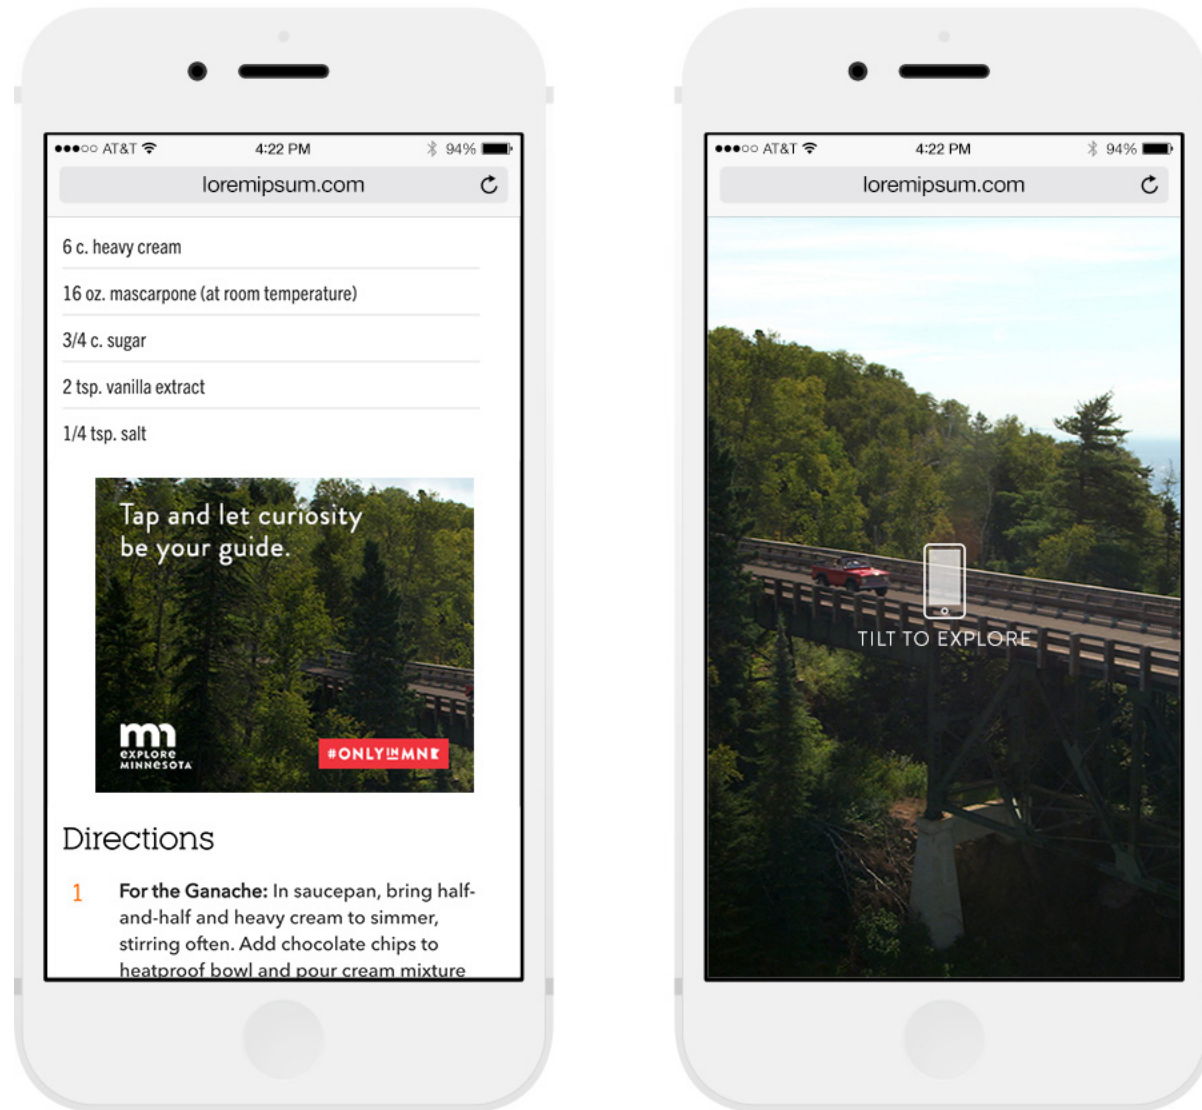 AT&T 4:22 PM 94%
loremipsum.com
6 c. heavy cream
16 oz. mascarpone (at room temperature)
3/4 c. sugar
2 tsp. vanilla extract
1/4 tsp. salt
Tap and let curiosity
be your guide.
mn
EXPLORE
MINNESOTA
#ONLYINMN
Directions
1 For the Ganache: In saucepan, bring half-
and-half and heavy cream to simmer,
stirring often. Add chocolate chips to
heatproof bowl and pour cream mixture
AT&T 4:22 PM 94%
loremipsum.com
TILT TO EXPLORE